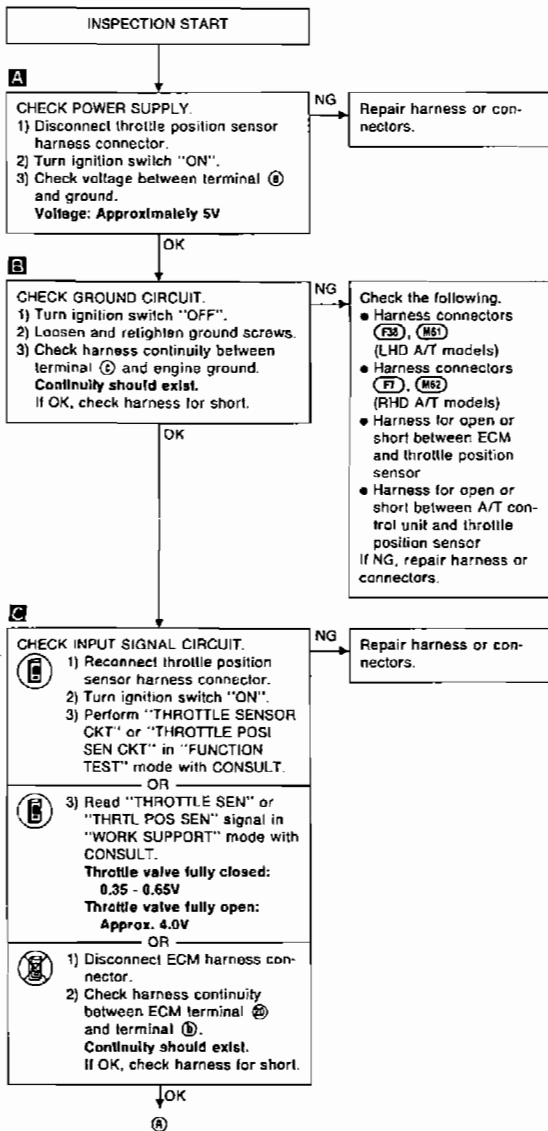 INSPECTION START
A
CHECK POWER SUPPLY.
1) Disconnect throttle position sensor
harness connector.
2) Turn ignition switch "ON".
3) Check voltage between terminal ⓐ
and ground.
Voltage: Approximately 5V
NG
Repair harness or con-
nectors.
OK
B
CHECK GROUND CIRCUIT.
1) Turn ignition switch "OFF".
2) Loosen and retighten ground screws.
3) Check harness continuity between
terminal ⓒ and engine ground.
Continuity should exist.
If OK, check harness for short.
NG
Check the following.
● Harness connectors
F38, M61
(LHD A/T models)
● Harness connectors
F7, M62
(RHD A/T models)
● Harness for open or
short between ECM
and throttle position
sensor
● Harness for open or
short between A/T con-
trol unit and throttle
position sensor
If NG, repair harness or
connectors.
OK
C
CHECK INPUT SIGNAL CIRCUIT.
1) Reconnect throttle position
sensor harness connector.
2) Turn ignition switch "ON".
3) Perform "THROTTLE SENSOR
CKT" or "THROTTLE POSI
SEN CKT" in "FUNCTION
TEST" mode with CONSULT.
OR
3) Read "THROTTLE SEN" or
"THRTL POS SEN" signal in
"WORK SUPPORT" mode with
CONSULT.
Throttle valve fully closed:
0.35 - 0.65V
Throttle valve fully open:
Approx. 4.0V
OR
1) Disconnect ECM harness con-
nector.
2) Check harness continuity
between ECM terminal ⑳
and terminal ⓑ.
Continuity should exist.
If OK, check harness for short.
NG
Repair harness or con-
nectors.
OK
Ⓐ